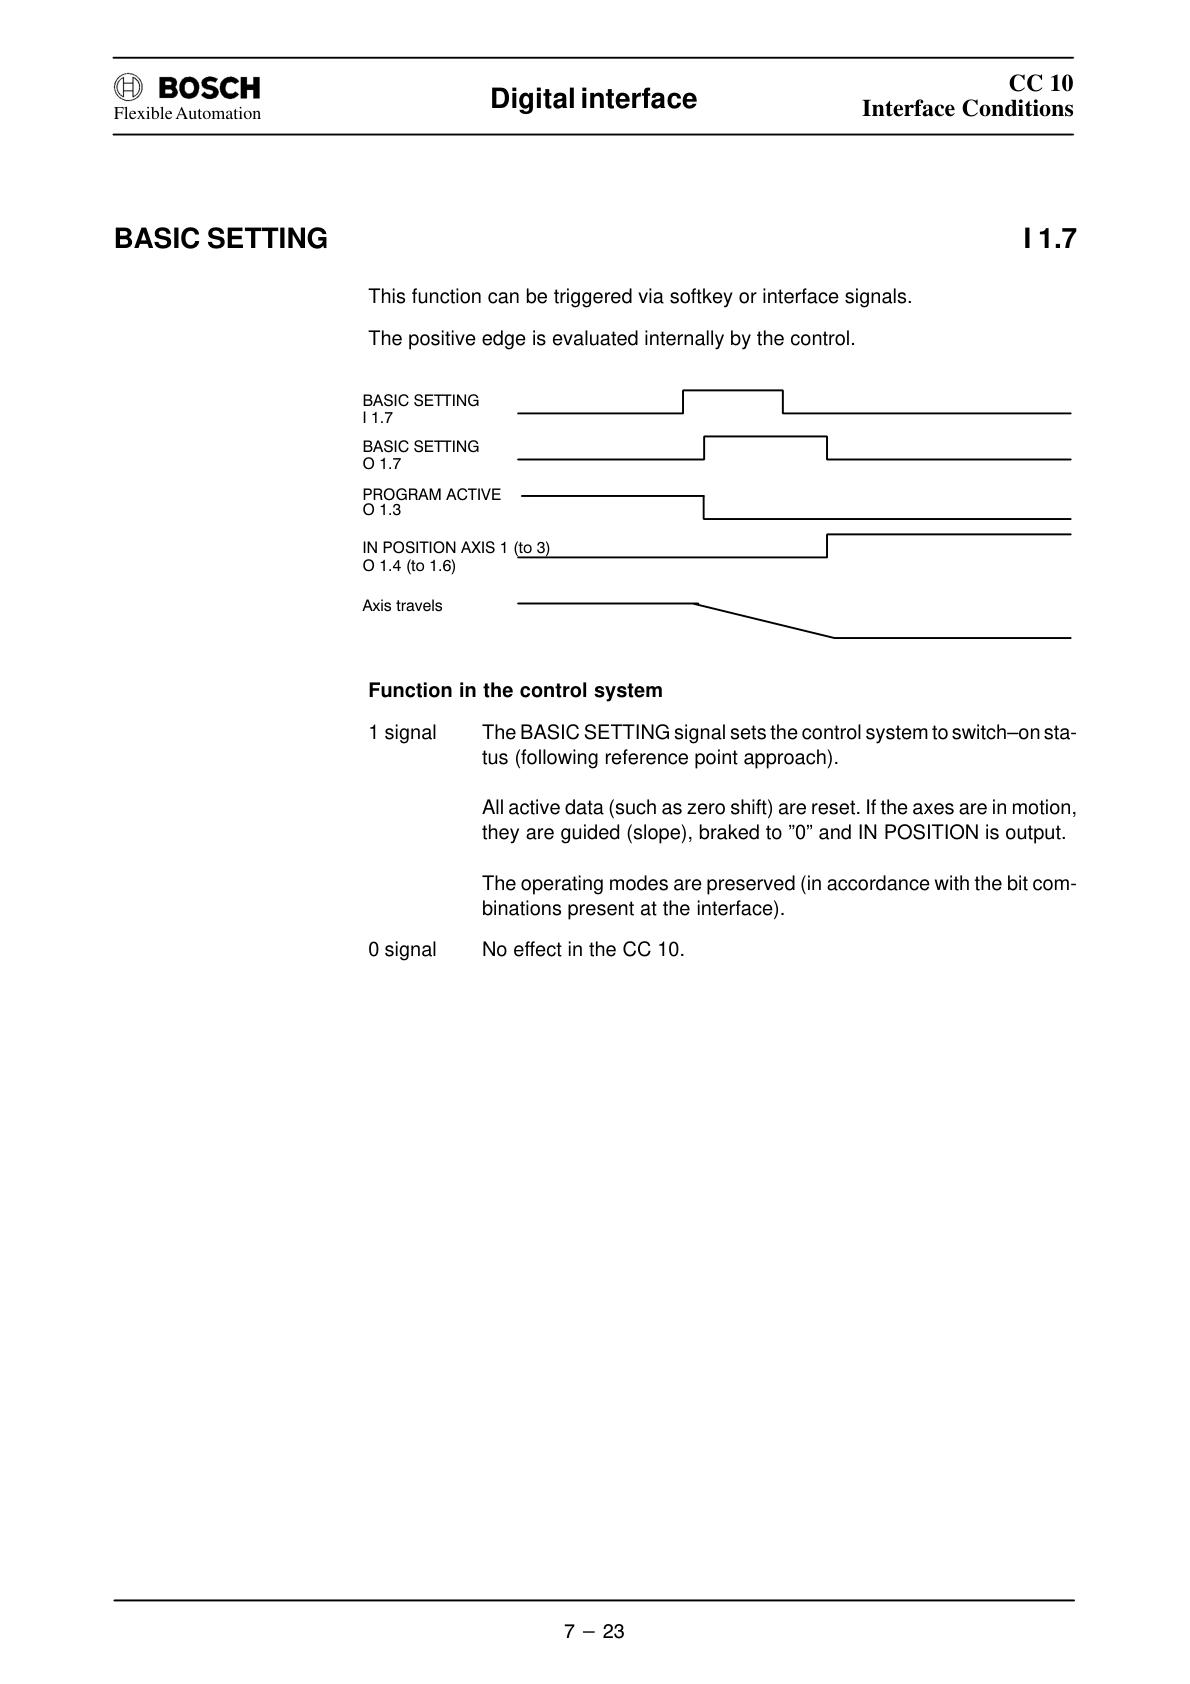 BOSCH
Flexible Automation
Digital interface
CC 10
Interface Conditions
BASIC SETTING
I 1.7
This function can be triggered via softkey or interface signals.
The positive edge is evaluated internally by the control.
BASIC SETTING
I 1.7
BASIC SETTING
O 1.7
PROGRAM ACTIVE
O 1.3
IN POSITION AXIS 1 (to 3)
O 1.4 (to 1.6)
Axis travels
Function in the control system
1 signal The BASIC SETTING signal sets the control system to switch–on sta-
tus (following reference point approach).
All active data (such as zero shift) are reset. If the axes are in motion,
they are guided (slope), braked to ”0” and IN POSITION is output.
The operating modes are preserved (in accordance with the bit com-
binations present at the interface).
0 signal No effect in the CC 10.
7 – 23